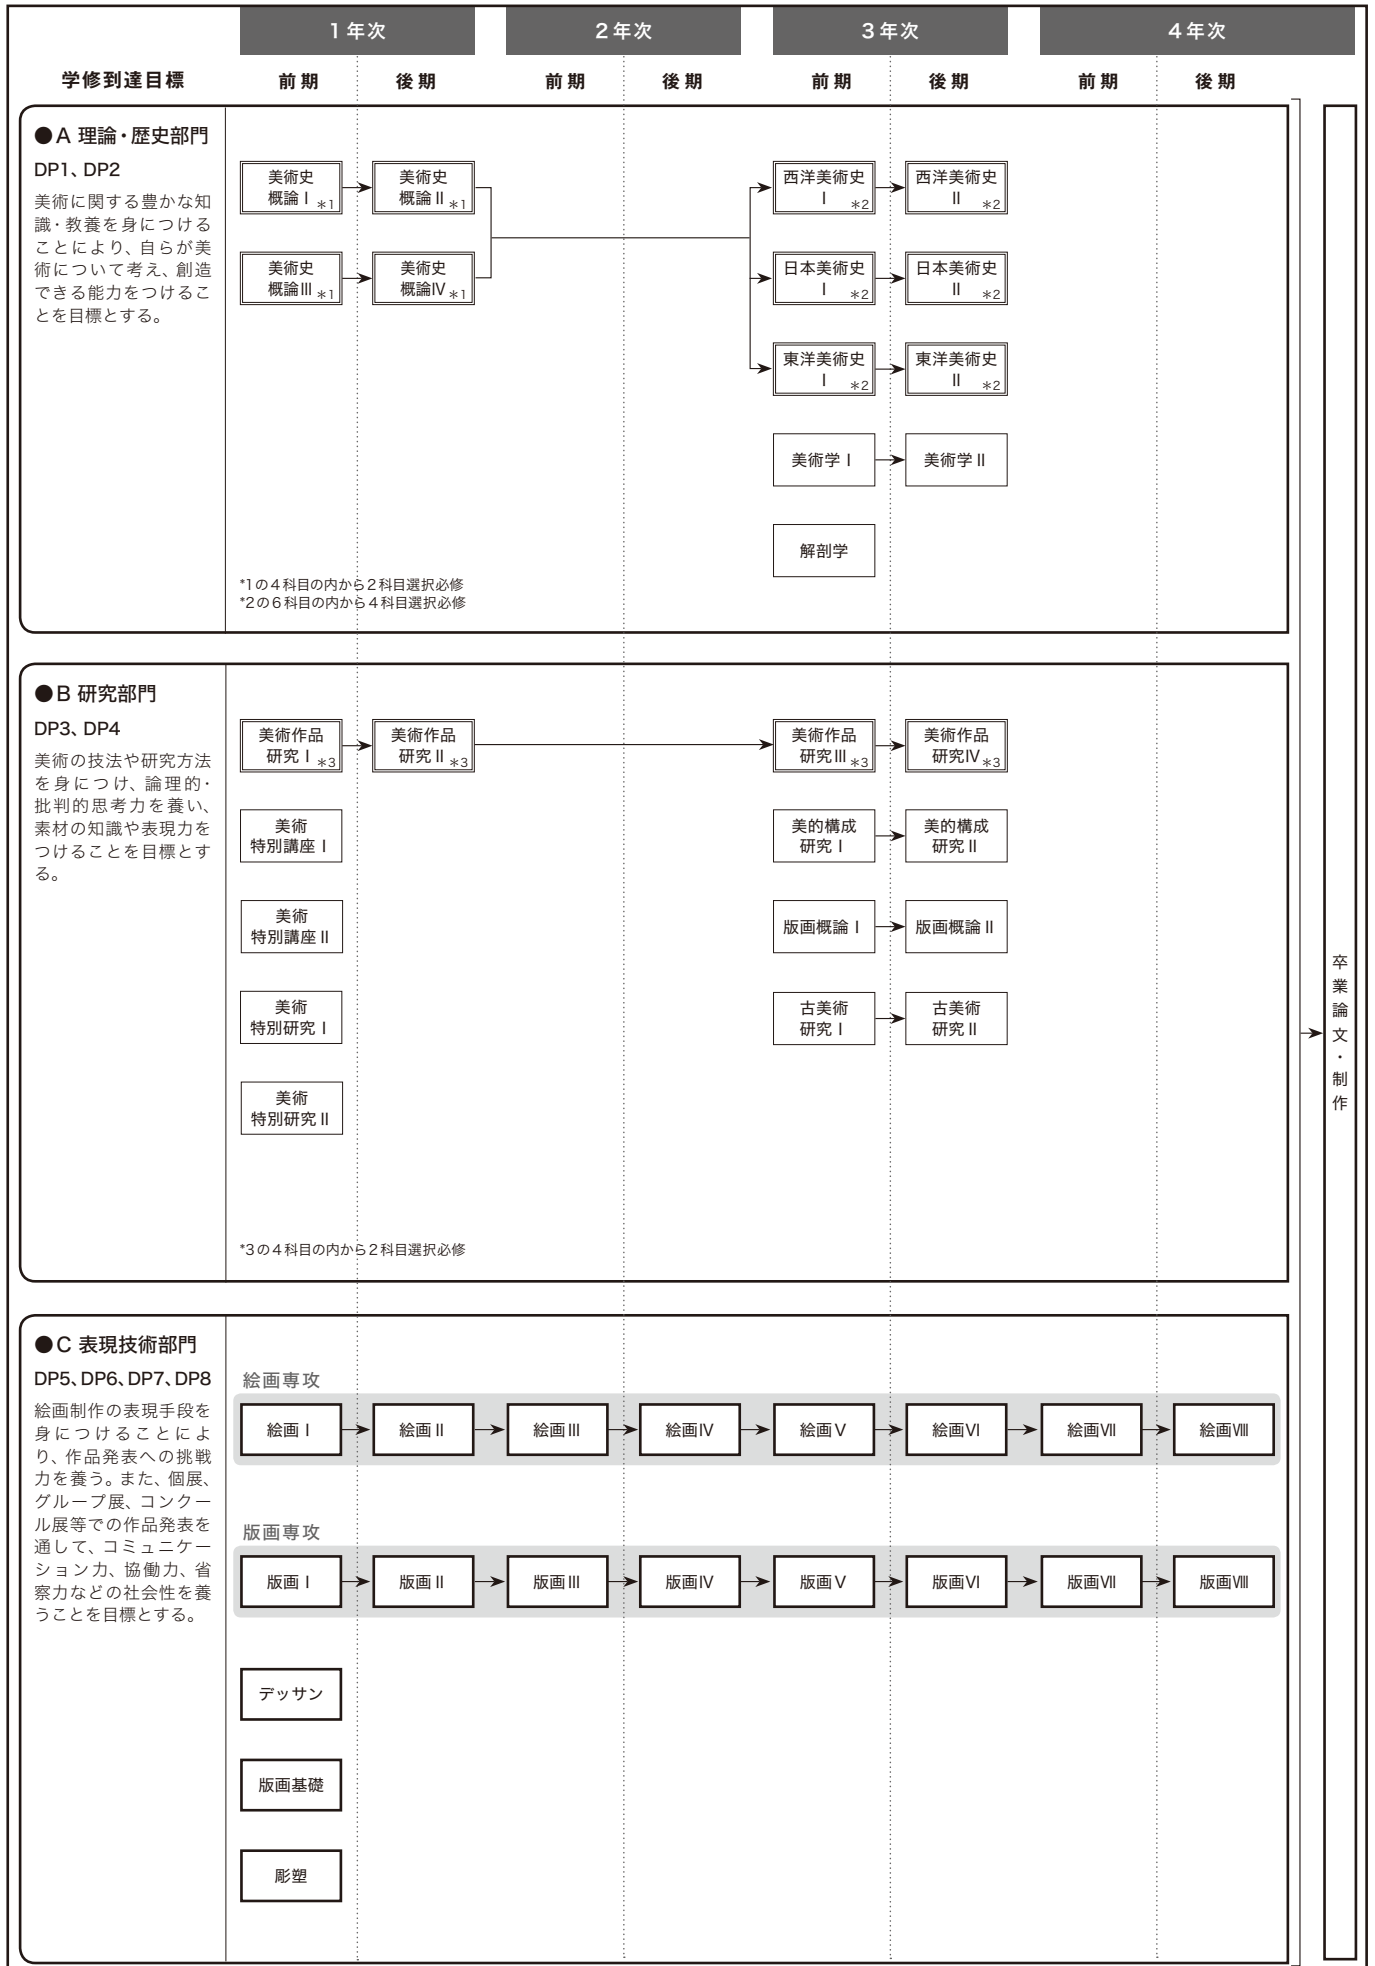 1年次 2年次 3年次 4年次
学修到達目標 前期 後期 前期 後期 前期 後期 前期 後期
●A 理論・歴史部門
DP1、DP2
美術に関する豊かな知
識・教養を身につける
ことにより、自らが美
術について考え、創造
できる能力をつけるこ
とを目標とする。
美術史
概論Ⅰ *1
美術史
概論Ⅱ *1
西洋美術史
Ⅰ *2
西洋美術史
Ⅱ *2
美術史
概論Ⅲ *1
美術史
概論Ⅳ *1
日本美術史
Ⅰ *2
日本美術史
Ⅱ *2
東洋美術史
Ⅰ *2
東洋美術史
Ⅱ *2
美術学Ⅰ
美術学Ⅱ
解剖学
*1の4科目の内から2科目選択必修
*2の6科目の内から4科目選択必修
●B 研究部門
DP3、DP4
美術の技法や研究方法
を身につけ、論理的・
批判的思考力を養い、
素材の知識や表現力を
つけることを目標とす
る。
美術作品
研究Ⅰ *3
美術作品
研究Ⅱ *3
美術作品
研究Ⅲ *3
美術作品
研究Ⅳ *3
美術
特別講座Ⅰ
美的構成
研究Ⅰ
美的構成
研究Ⅱ
美術
特別講座Ⅱ
版画概論Ⅰ
版画概論Ⅱ
美術
特別研究Ⅰ
古美術
研究Ⅰ
古美術
研究Ⅱ
美術
特別研究Ⅱ
*3の4科目の内から2科目選択必修
●C 表現技術部門
DP5、DP6、DP7、DP8
絵画制作の表現手段を
身につけることによ
り、作品発表への挑戦
力を養う。また、個展、
グループ展、コンクー
ル展等での作品発表を
通して、コミュニケー
ション力、協働力、省
察力などの社会性を養
うことを目標とする。
絵画専攻
絵画Ⅰ 絵画Ⅱ 絵画Ⅲ 絵画Ⅳ 絵画Ⅴ 絵画Ⅵ 絵画Ⅶ 絵画Ⅷ
版画専攻
版画Ⅰ 版画Ⅱ 版画Ⅲ 版画Ⅳ 版画Ⅴ 版画Ⅵ 版画Ⅶ 版画Ⅷ
デッサン
版画基礎
彫塑
卒業論文・制作